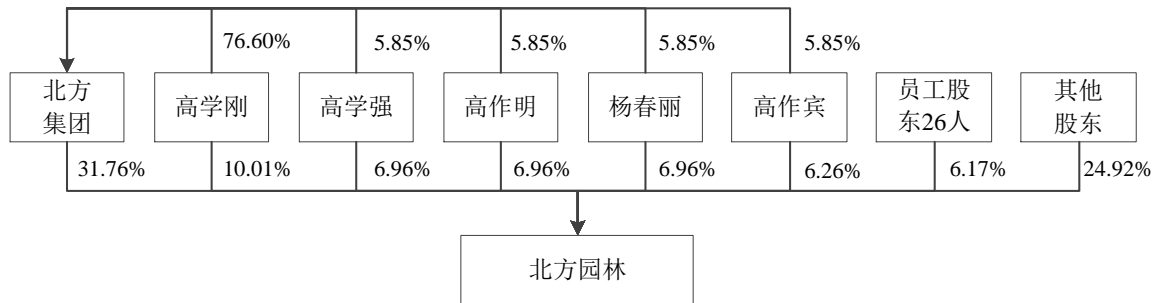 76.60% 5.85% 5.85% 5.85% 5.85%
北方
集团
高学刚
高学强
高作明
杨春丽
高作宾
员工股
东26人
其他
股东
31.76% 10.01% 6.96% 6.96% 6.96% 6.26% 6.17% 24.92%
北方园林